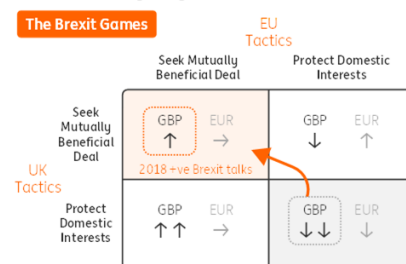 The Brexit Games
EU
Tactics
Seek Mutually
Beneficial Deal
Protect Domestic
Interests
Seek
Mutually
Beneficial
Deal
GBP EUR
↑ →
2018 +ve Brexit talks
GBP EUR
↓ ↑
UK
Tactics
Protect
Domestic
Interests
GBP EUR
↑↑ →
GBP EUR
↓↓ ↓